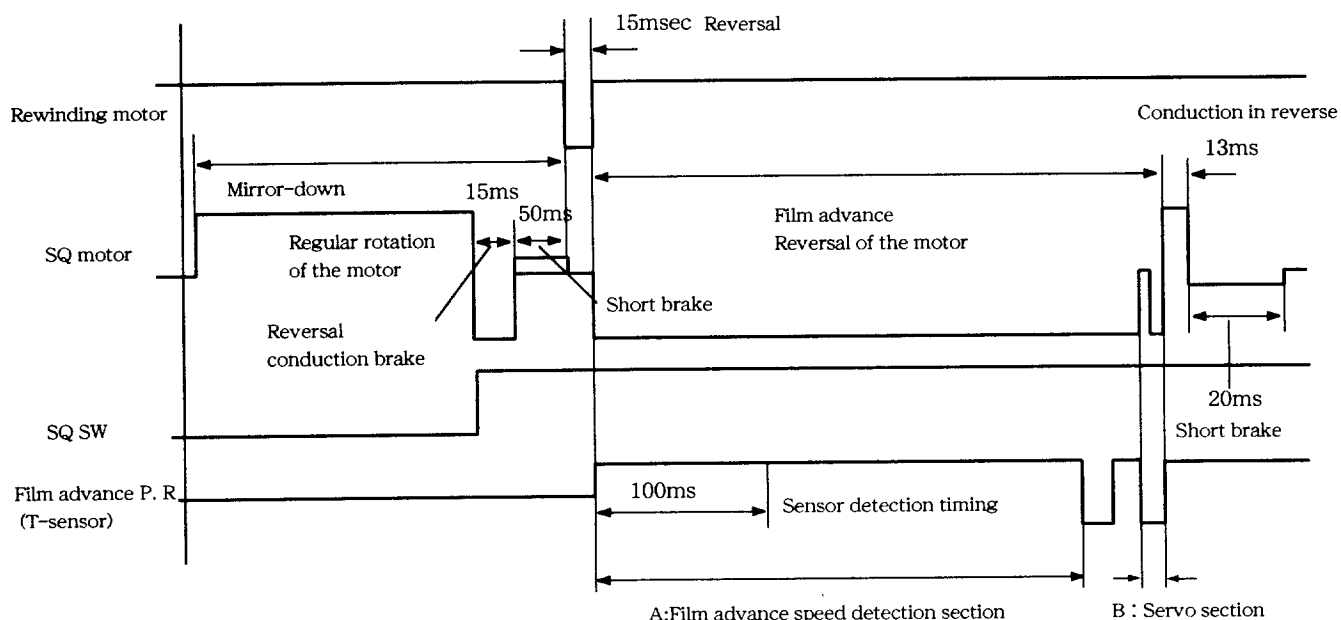 15msec Reversal
Rewinding motor
Conduction in reverse
13ms
Mirror-down
15ms
50ms
Film advance
Reversal of the motor
SQ motor
Regular rotation
of the motor
Short brake
Reversal
conduction brake
20ms
Short brake
SQ SW
Film advance P. R
(T-sensor)
100ms
Sensor detection timing
A:Film advance speed detection section
B : Servo section